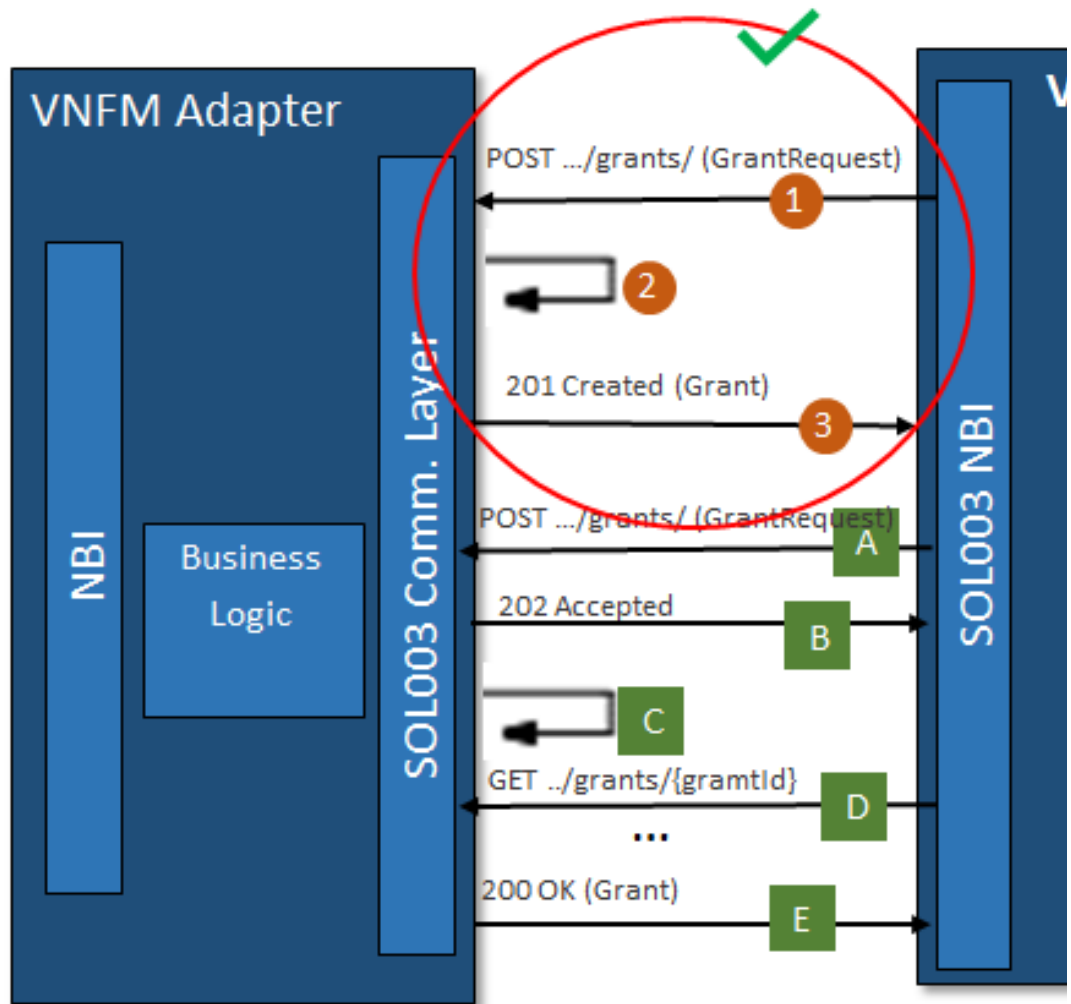 VNFM Adapter
V
POST .../grants/ (GrantRequest)
1
2
201 Created (Grant)
3
POST .../grants/ (GrantRequest)
A
202 Accepted
B
C
GET ../grants/{gramtId}
D
...
200 OK (Grant)
E
NBI
Business
Logic
SOL003 Comm. Layer
SOL003 NBI